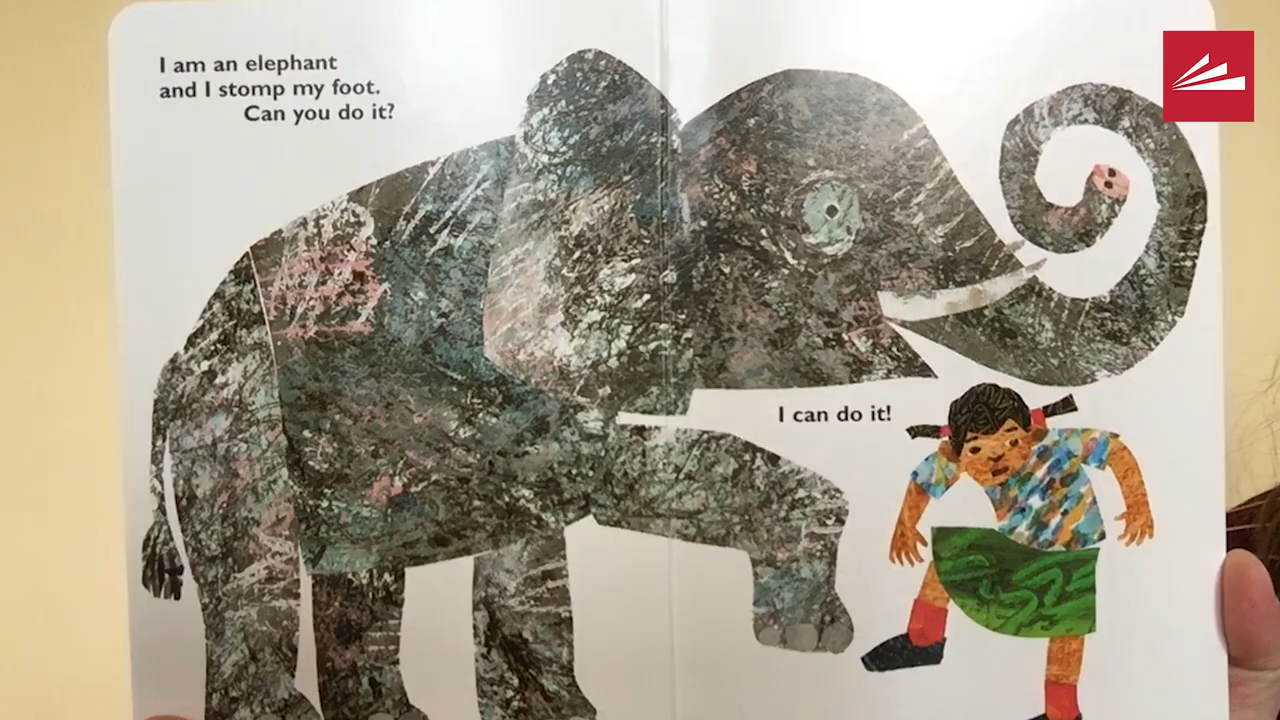 I am an elephant
and I stomp my foot.
Can you do it?
I can do it!